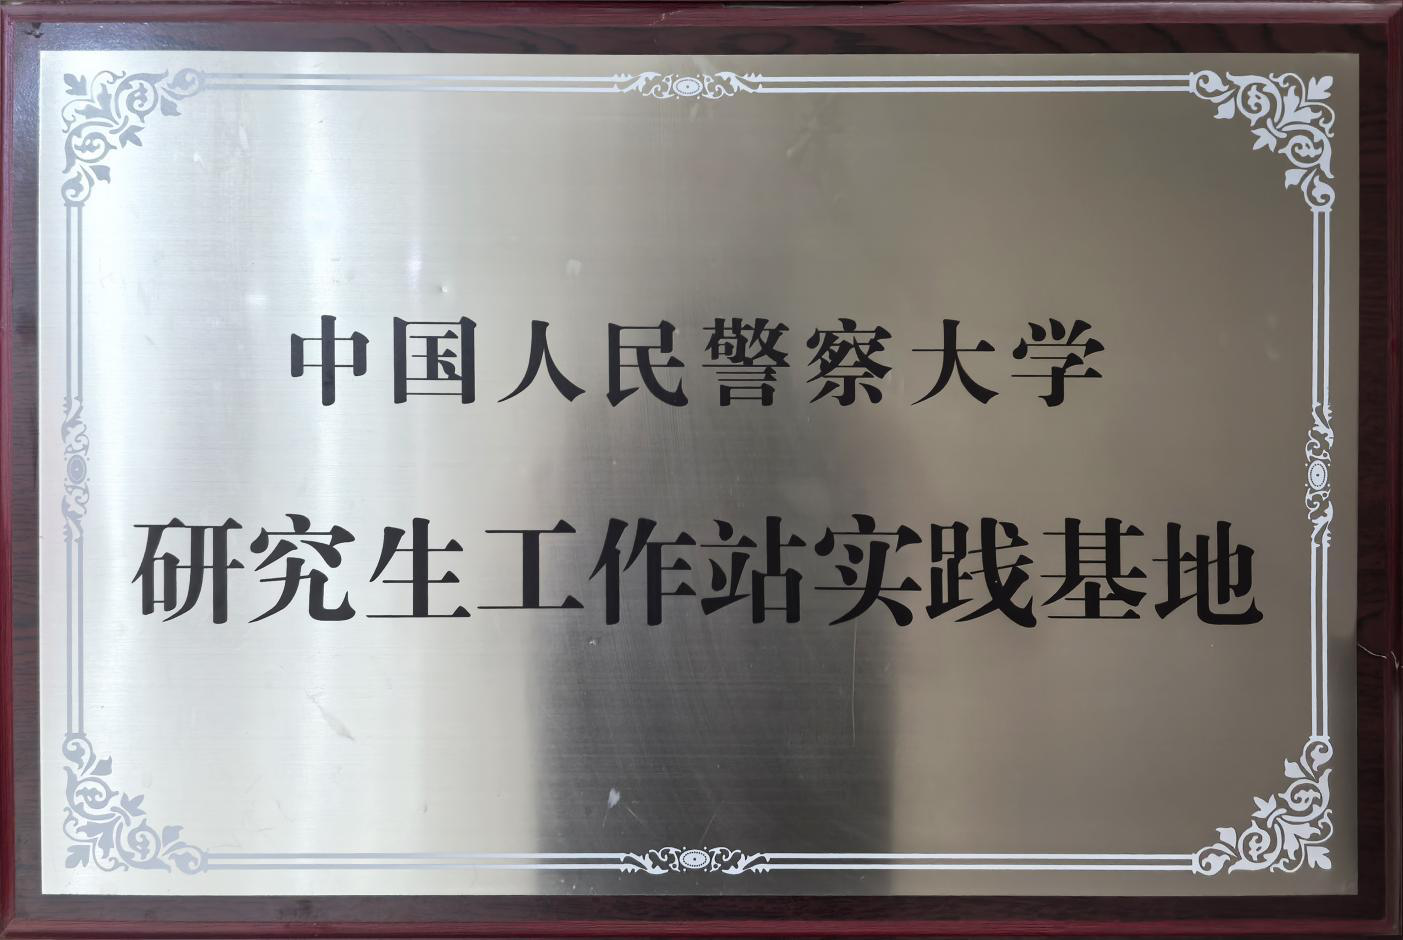 中国人民警察大学
研究生工作站实践基地